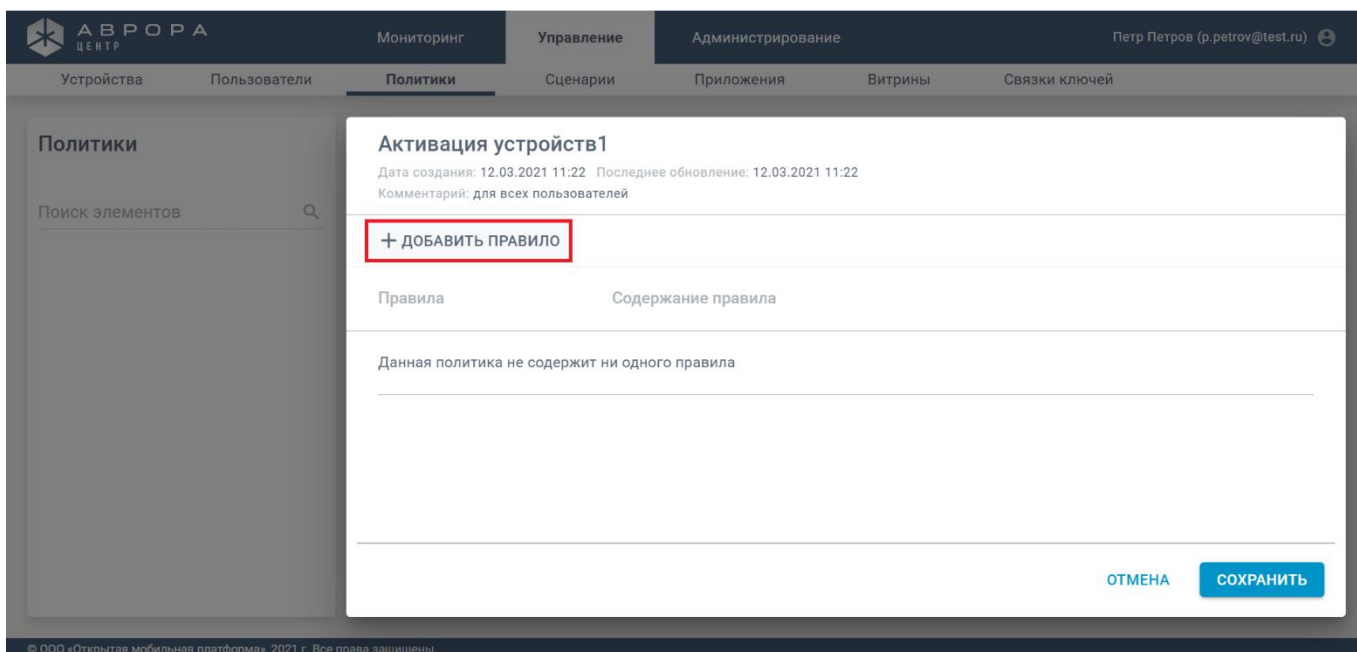 АВРОРА
ЦЕНТР
Мониторинг Управление Администрирование Петр Петров (p.petrov@test.ru)
Устройства Пользователи Политики Сценарии Приложения Витрины Связки ключей
Политики
Поиск элементов
Активация устройств1
Дата создания: 12.03.2021 11:22 Последнее обновление: 12.03.2021 11:22
Комментарий: для всех пользователей
+ ДОБАВИТЬ ПРАВИЛО
Правила Содержание правила
Данная политика не содержит ни одного правила
ОТМЕНА СОХРАНИТЬ
© ООО «Открытая мобильная платформа», 2021 г. Все права защищены